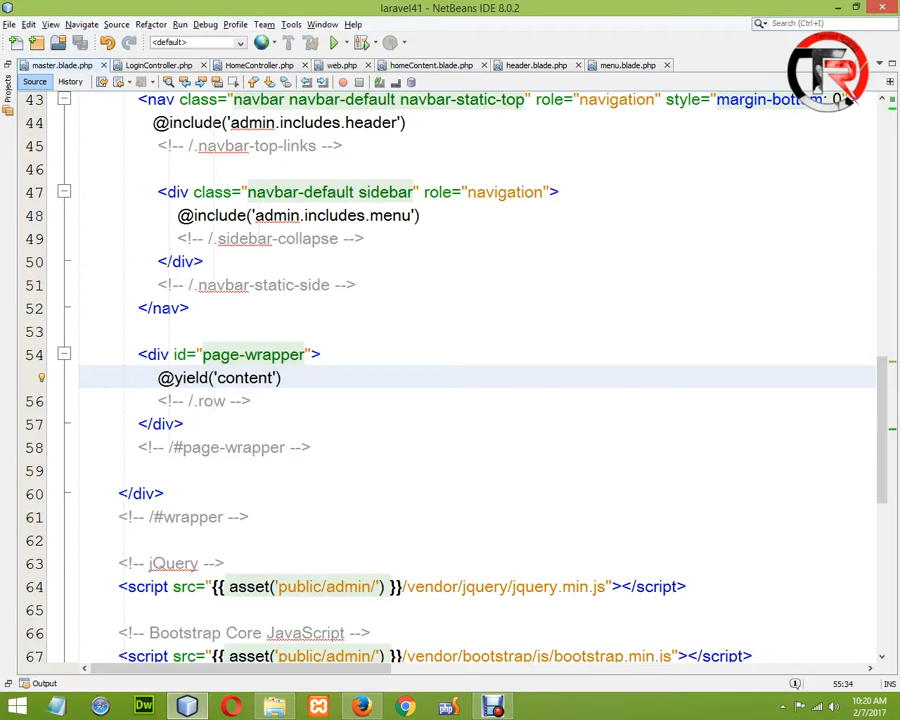 laravel41 - NetBeans IDE 8.0.2
File Edit View Navigate Source Refactor Run Debug Profile Team Tools Window Help
Search (Ctrl+I)
<default>
master.blade.php LoginController.php HomeController.php web.php homeContent.blade.php header.blade.php menu.blade.php
Projects
Source History
43 <nav class="navbar navbar-default navbar-static-top" role="navigation" style="margin-bottom: 0"
44 @include('admin.includes.header')
45 <!-- /.navbar-top-links -->
46
47 <div class="navbar-default sidebar" role="navigation">
48 @include('admin.includes.menu')
49 <!-- /.sidebar-collapse -->
50 </div>
51 <!-- /.navbar-static-side -->
52 </nav>
53
54 <div id="page-wrapper">
@yield('content')
56 <!-- /.row -->
57 </div>
58 <!-- /#page-wrapper -->
59
60 </div>
61 <!-- /#wrapper -->
62
63 <!-- jQuery -->
64 <script src="{{ asset('public/admin/') }}/vendor/jquery/jquery.min.js"></script>
65
66 <!-- Bootstrap Core JavaScript -->
67 <script src="{{ asset('public/admin/') }}/vendor/bootstrap/js/bootstrap.min.js"></script>
Output
55:34 INS
Dw
php
10:20 AM
2/7/2017